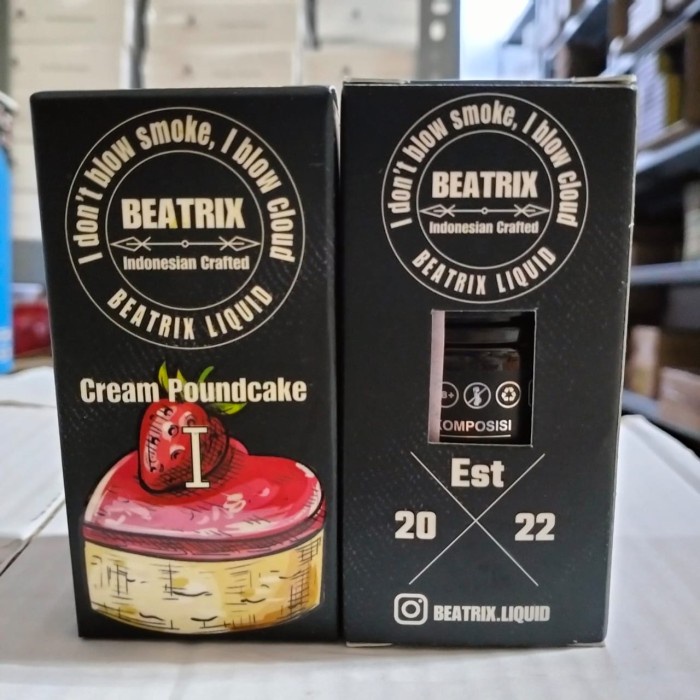 I don't blow smoke, I blow cloud
BEATRIX
Indonesian Crafted
BEATRIX LIQUID
Cream Poundcake
I
I don't blow smoke, I blow cloud
BEATRIX
Indonesian Crafted
BEATRIX LIQUID
KOMPOSISI
Est
20 22
BEATRIX.LIQUID